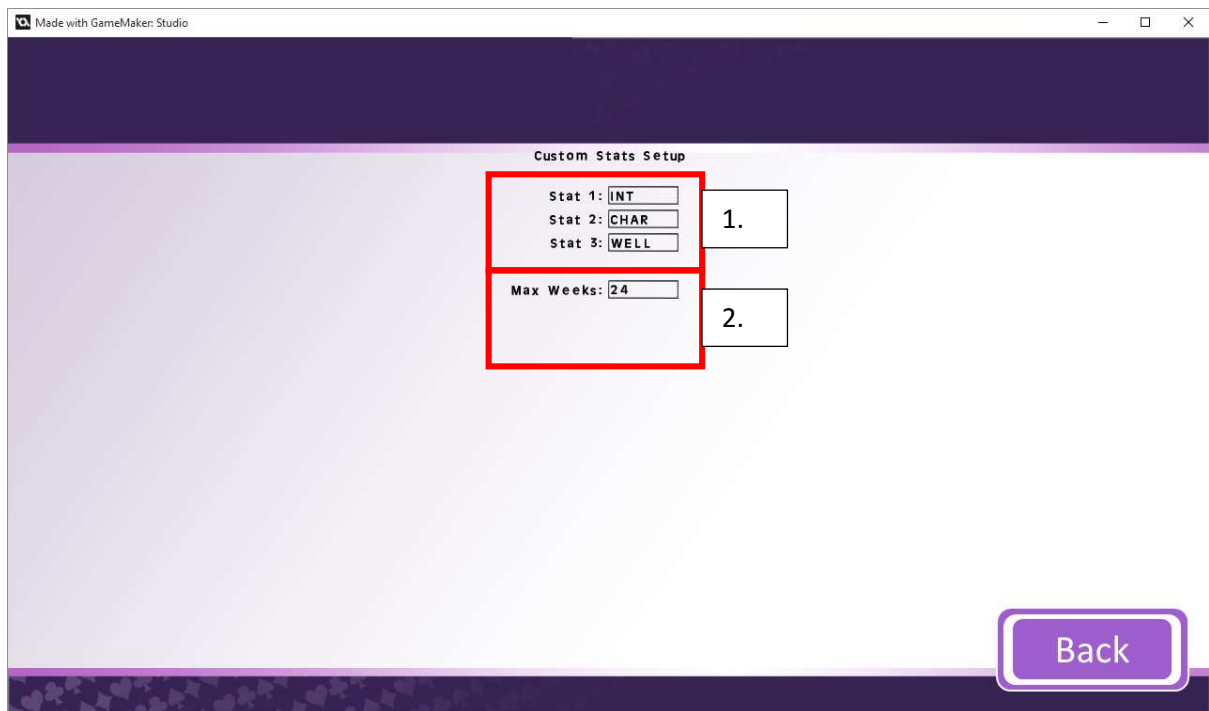 Made with GameMaker: Studio
Custom Stats Setup
Stat 1: INT
Stat 2: CHAR
Stat 3: WELL
1.
Max Weeks: 24
2.
Back